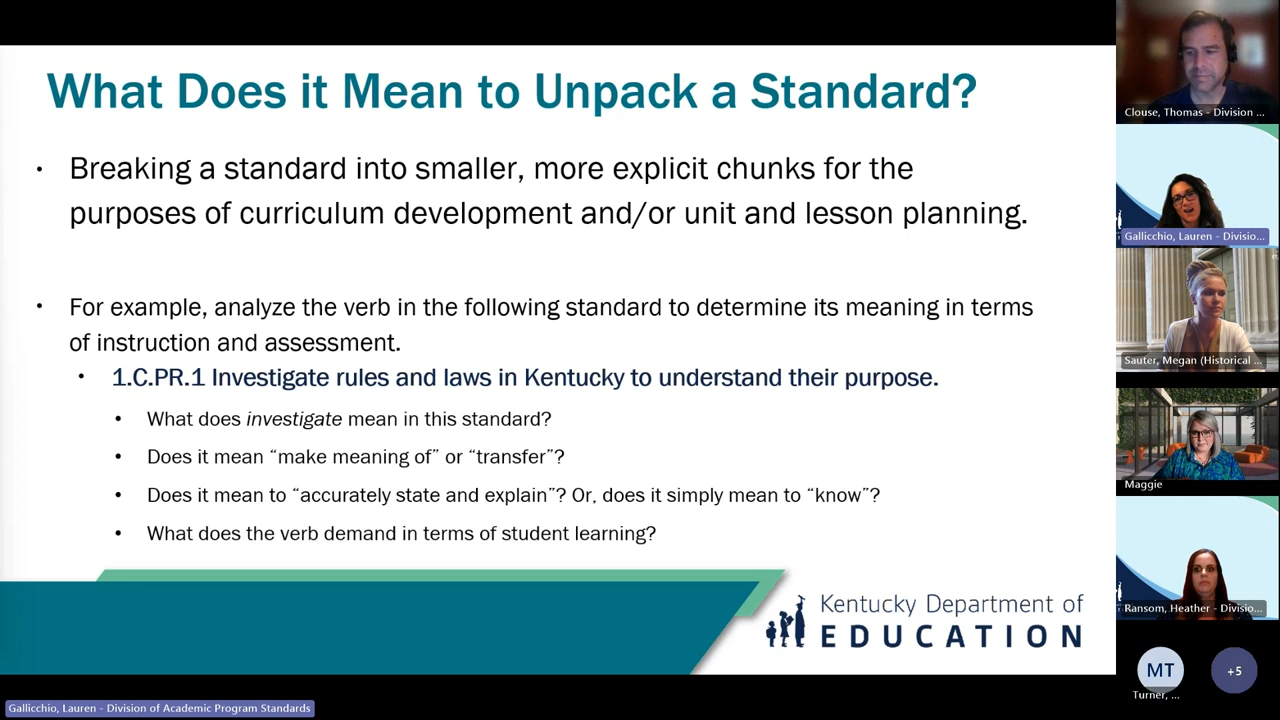 What Does it Mean to Unpack a Standard?
• Breaking a standard into smaller, more explicit chunks for the
purposes of curriculum development and/or unit and lesson planning.
• For example, analyze the verb in the following standard to determine its meaning in terms
of instruction and assessment.
• 1.C.PR.1 Investigate rules and laws in Kentucky to understand their purpose.
• What does investigate mean in this standard?
• Does it mean “make meaning of” or “transfer”?
• Does it mean to “accurately state and explain”? Or, does it simply mean to “know”?
• What does the verb demand in terms of student learning?
Kentucky Department of
EDUCATION
Gallicchio, Lauren - Division of Academic Program Standards
Clouse, Thomas - Division ...
Gallicchio, Lauren - Divisio...
Sauter, Megan (Historical ...
Maggie
Ransom, Heather - Divisio...
MT
Turner, ...
+5